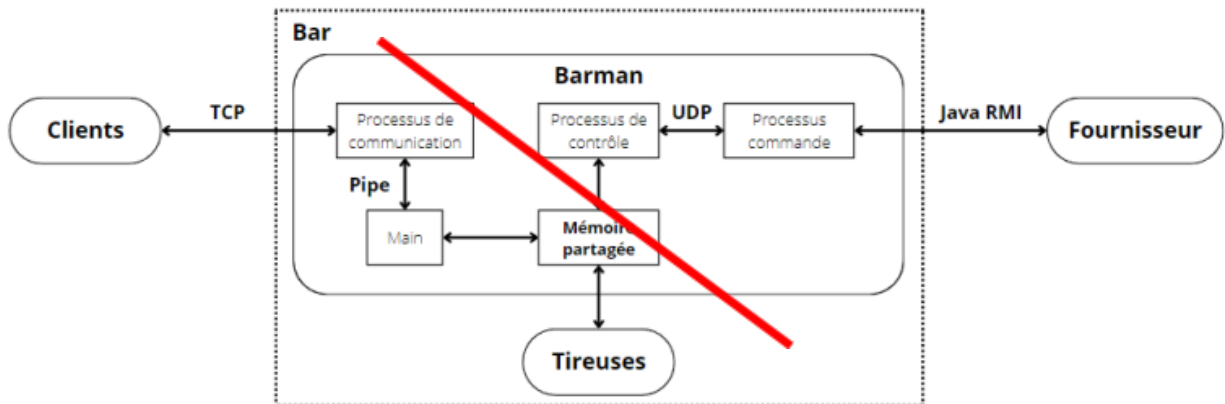 Bar
Barman
Clients
TCP
Processus de
communication
Processus de
contrôle
UDP
Processus
commande
Java RMI
Fournisseur
Pipe
Main
Mémoire
partagée
Tireuses